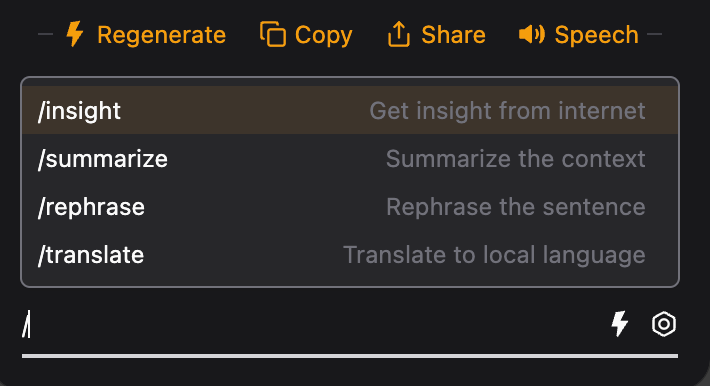 Regenerate Copy Share Speech
/insight Get insight from internet
/summarize Summarize the context
/rephrase Rephrase the sentence
/translate Translate to local language
/